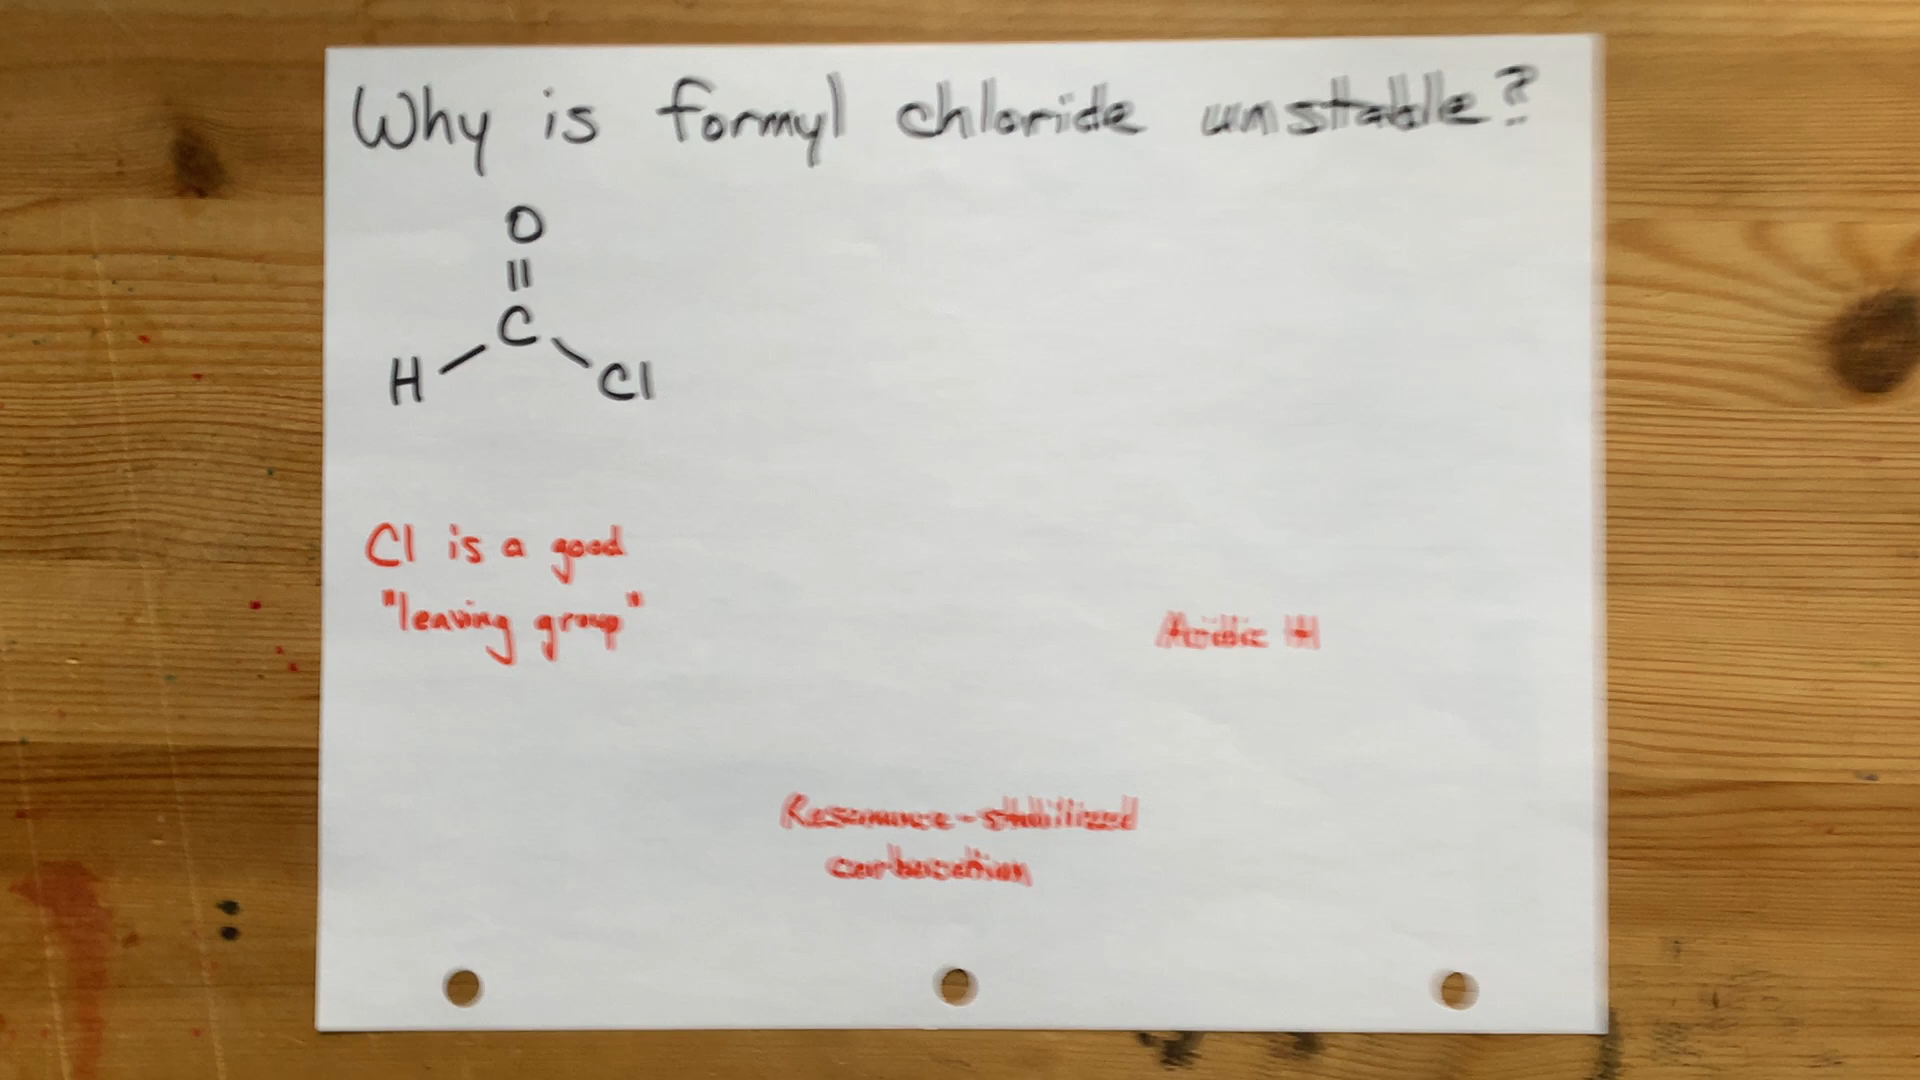 Why is formyl chloride unstable?
O
C
H Cl
Cl is a good
"leaving group"
Acidic H
Resonance-stabilized
carbocation